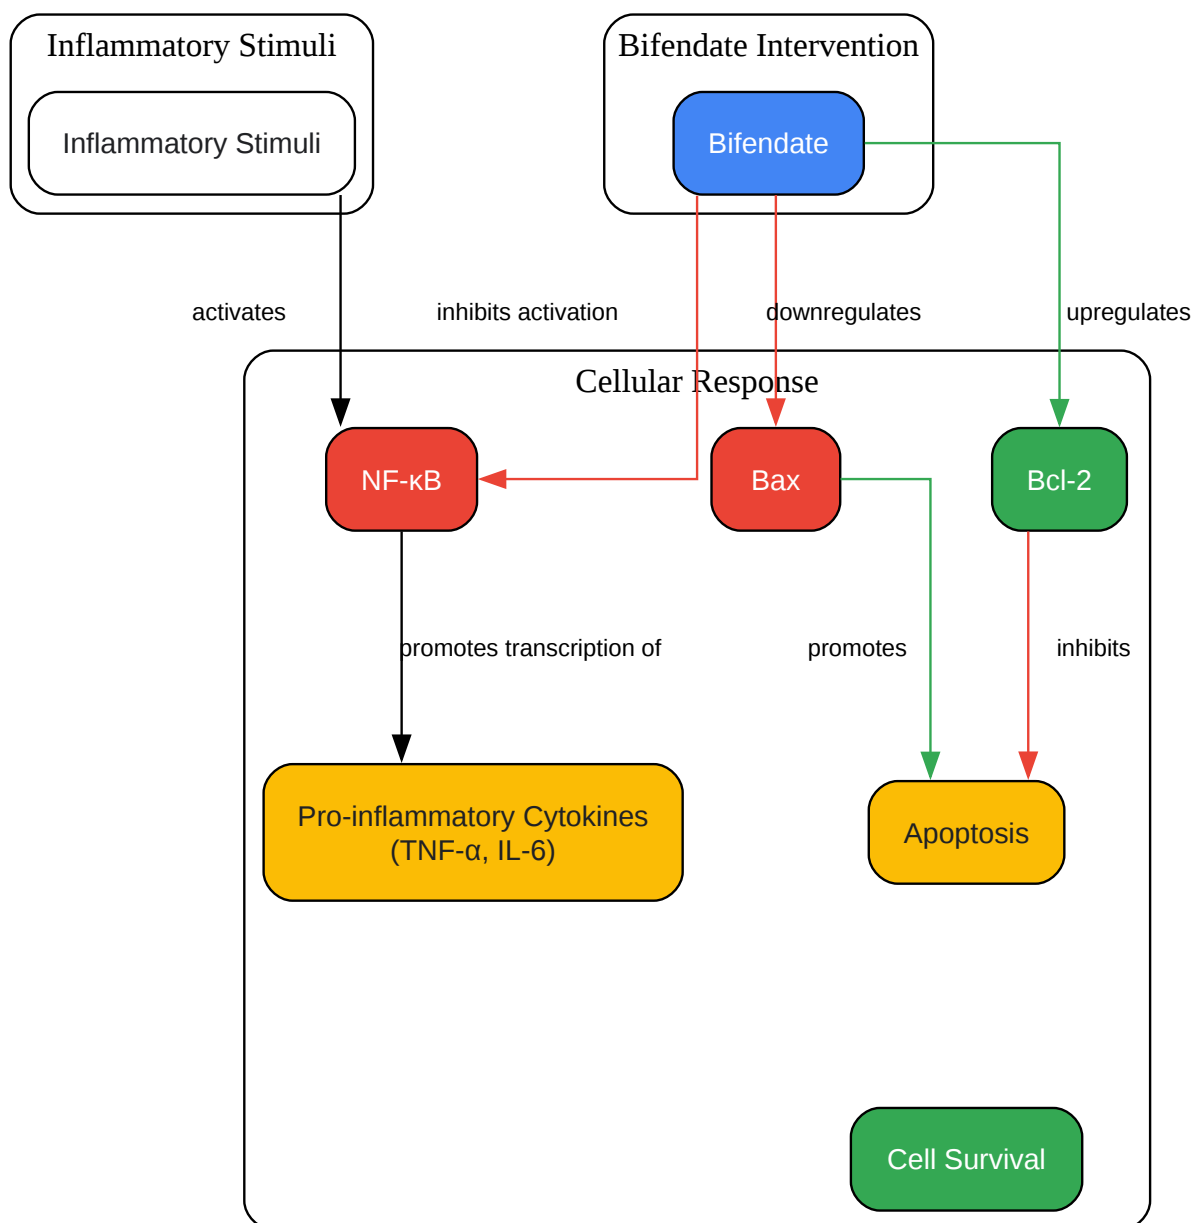 Inflammatory Stimuli
Bifendate Intervention
Inflammatory Stimuli
Bifendate
activates
inhibits activation
downregulates
upregulates
Cellular Response
NF-κB
Bax
Bcl-2
promotes transcription of
promotes
inhibits
Pro-inflammatory Cytokines
(TNF-α, IL-6)
Apoptosis
Cell Survival